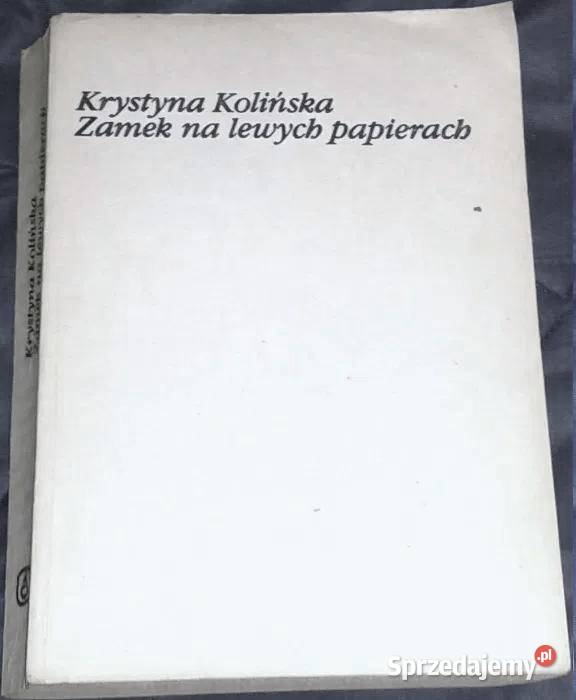 Krystyna Kolińska
Zamek na lewych papierach
Krystyna Kolińska
Zamek na lewych papierach
Sprzedajemy.pl